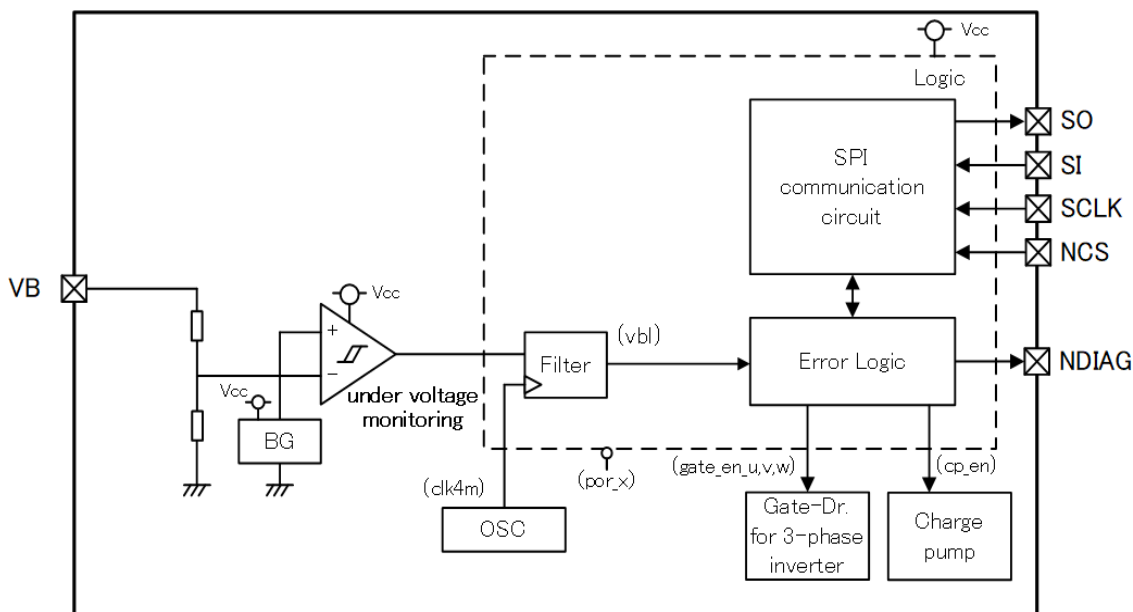 Vcc
Logic
SPI
communication
circuit
SO
SI
SCLK
NCS
VB
Vcc
+
-
under voltage
monitoring
Vcc
BG
Filter
(vbl)
Error Logic
NDIAG
(clk4m)
OSC
(por_x)
(gate_en_u,v,w)
(cp_en)
Gate-Dr.
for 3-phase
inverter
Charge
pump